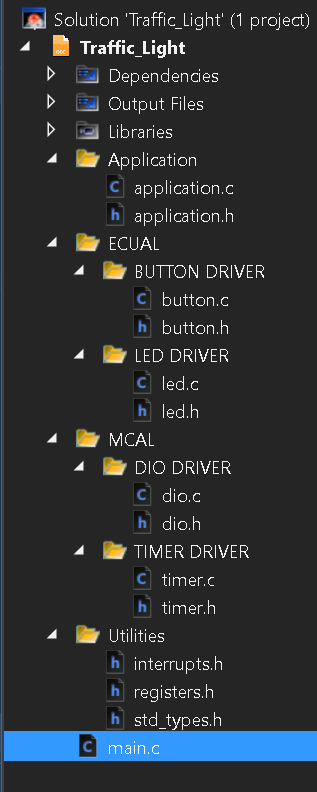 Solution 'Traffic_Light' (1 project)
Traffic_Light
Dependencies
Output Files
Libraries
Application
application.c
application.h
ECUAL
BUTTON DRIVER
button.c
button.h
LED DRIVER
led.c
led.h
MCAL
DIO DRIVER
dio.c
dio.h
TIMER DRIVER
timer.c
timer.h
Utilities
interrupts.h
registers.h
std_types.h
main.c